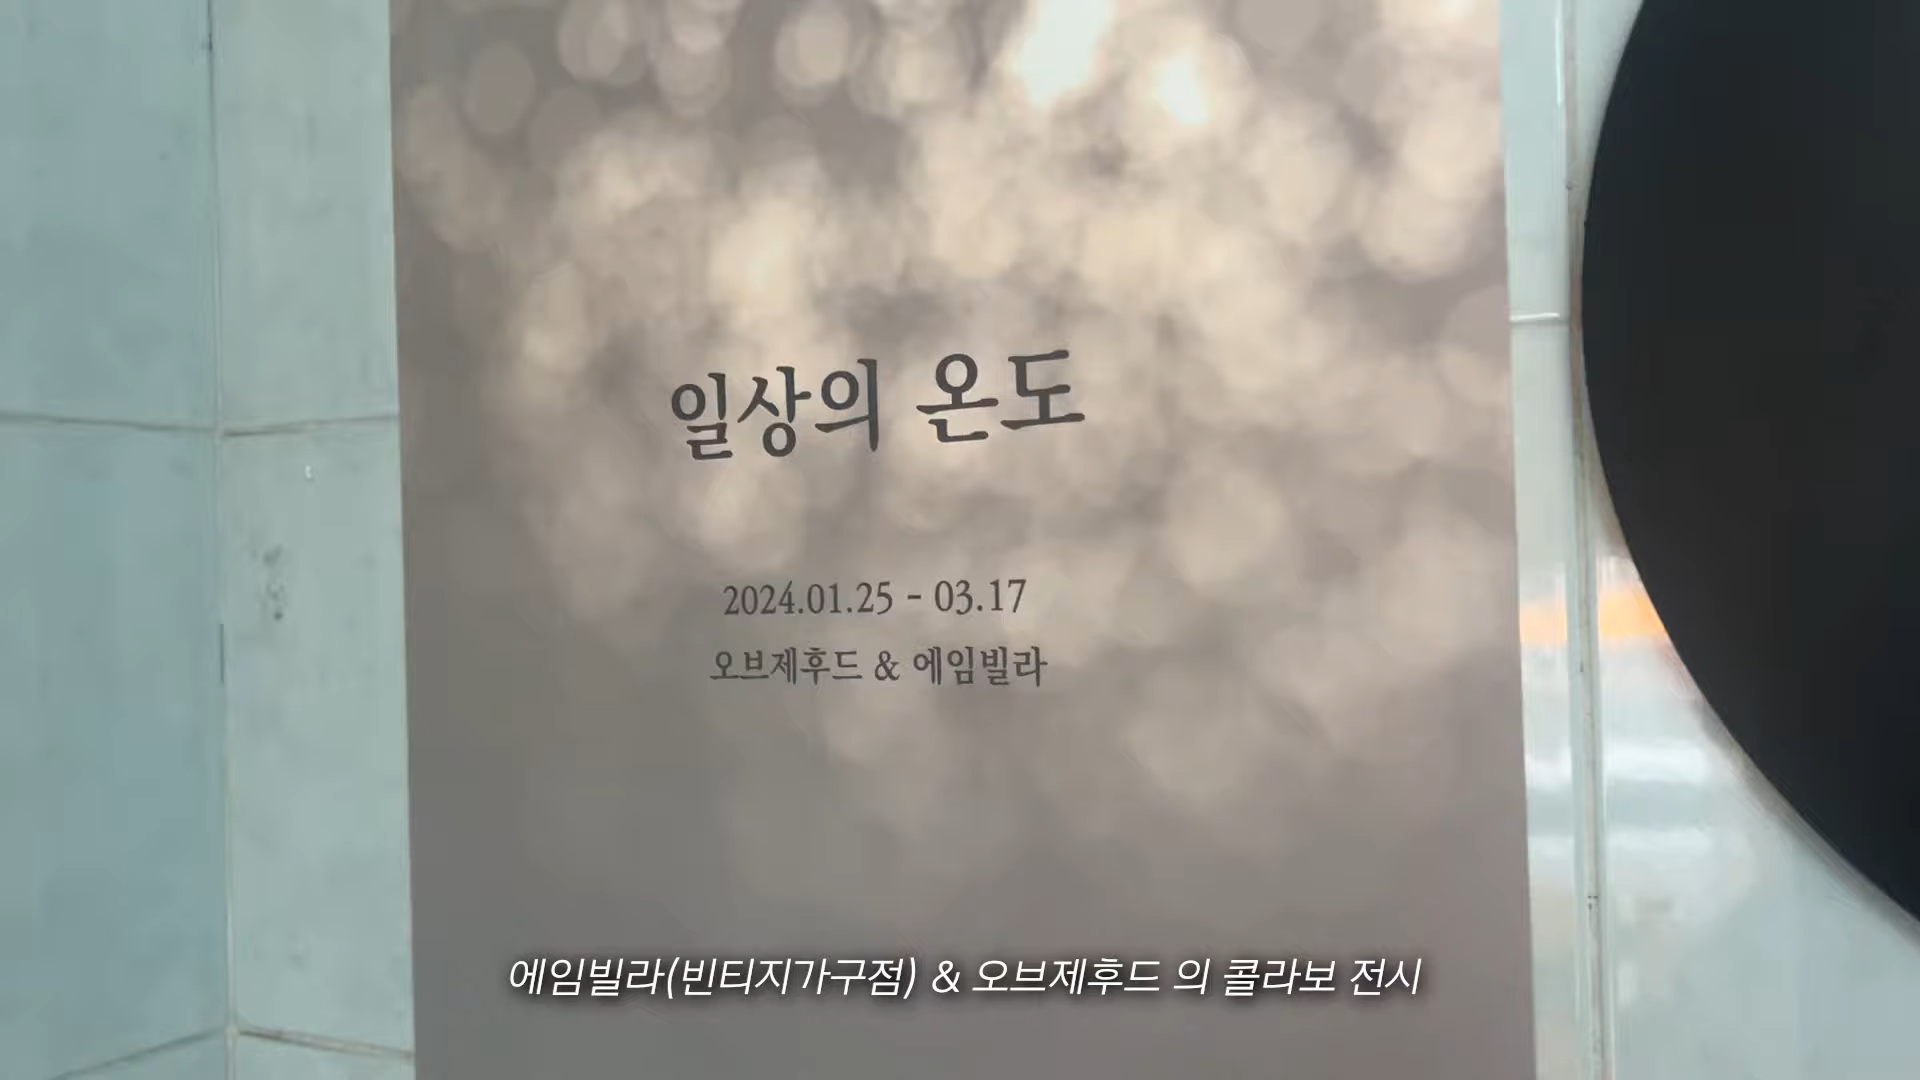 일상의 온도
2024.01.25 - 03.17
오브제후드 & 에임빌라
에임빌라(빈티지가구점) & 오브제후드 의 콜라보 전시